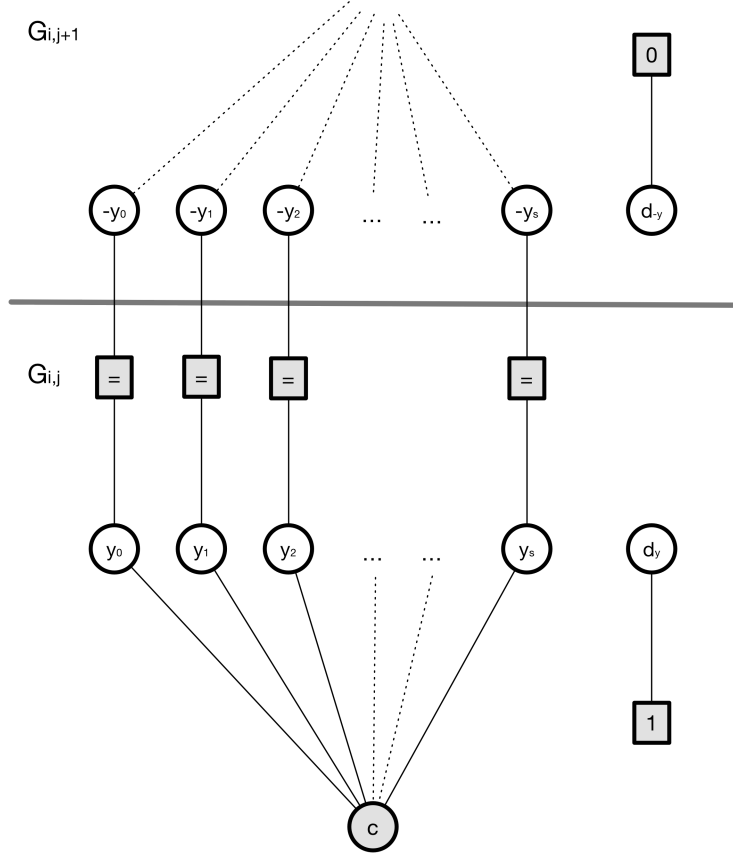 Gi,j+1
0
-y0 -y1 -y2 ... ... -ys d-y
Gi,j
= = = =
y0 y1 y2 ... ... ys dy
1
c